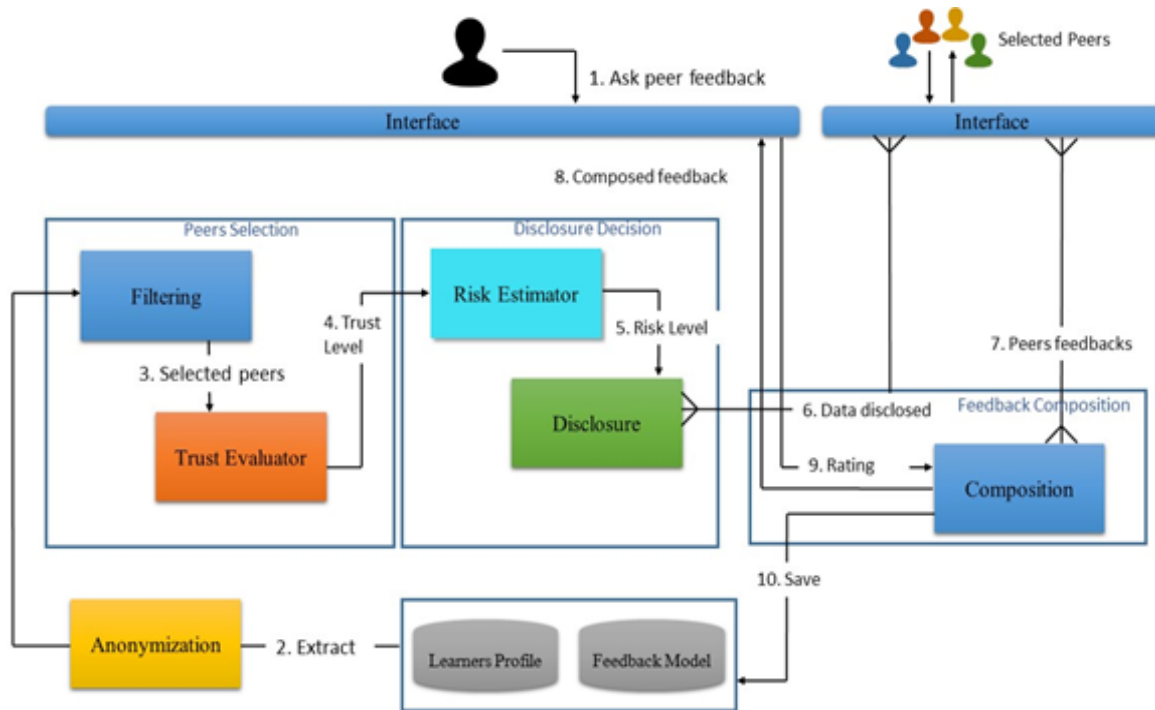 Selected Peers
1. Ask peer feedback
Interface
Interface
8. Composed feedback
Peers Selection
Disclosure Decision
Filtering
Risk Estimator
4. Trust
Level
5. Risk Level
7. Peers feedbacks
3. Selected peers
6. Data disclosed
Feedback Composition
Trust Evaluator
Disclosure
9. Rating
Composition
10. Save
Anonymization
2. Extract
Learners Profile
Feedback Model